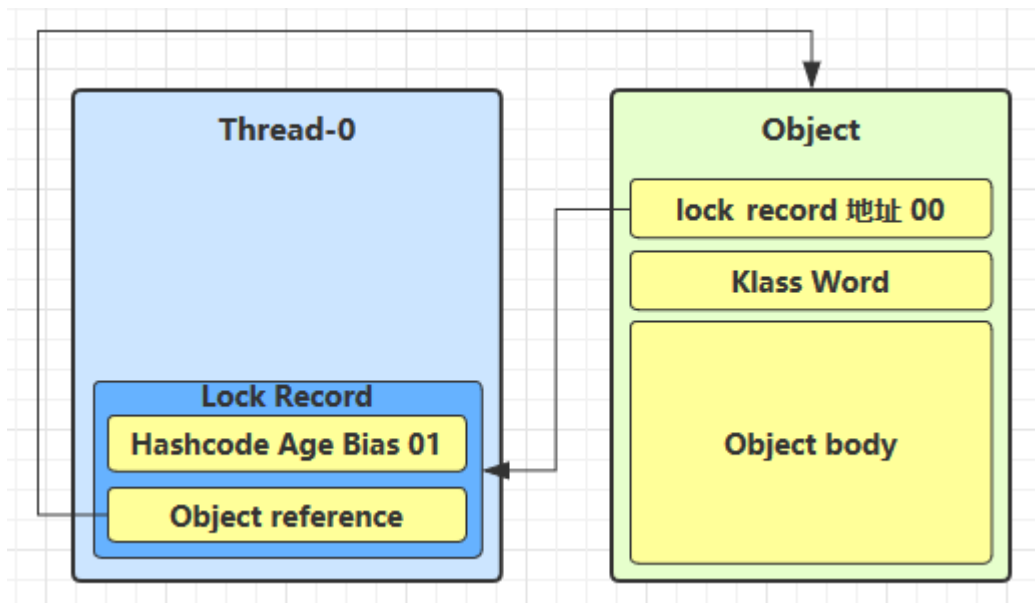 Thread-0
Lock Record
Hashcode Age Bias 01
Object reference
Object
lock record 地址 00
Klass Word
Object body